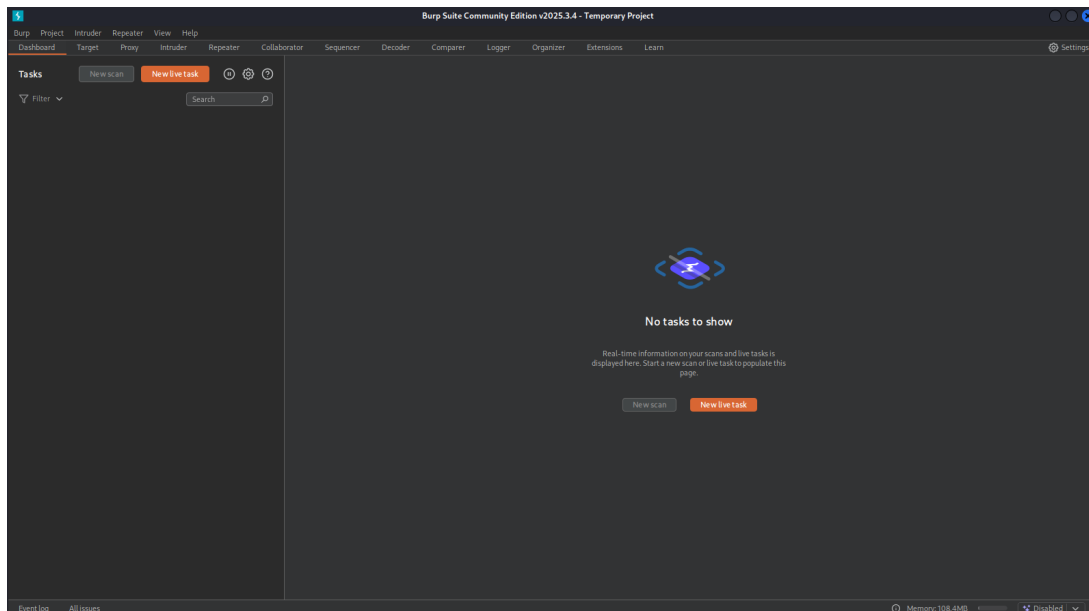 Burp Suite Community Edition v2025.3.4 - Temporary Project
Burp Project Intruder Repeater View Help
Dashboard Target Proxy Intruder Repeater Collaborator Sequencer Decoder Comparer Logger Organizer Extensions Learn Settings
Tasks New scan New live task
Filter Search
No tasks to show
Real-time information on your scans and live tasks is
displayed here. Start a new scan or live task to populate this
page.
New scan New live task
Event log All issues Memory: 108.4MB Disabled